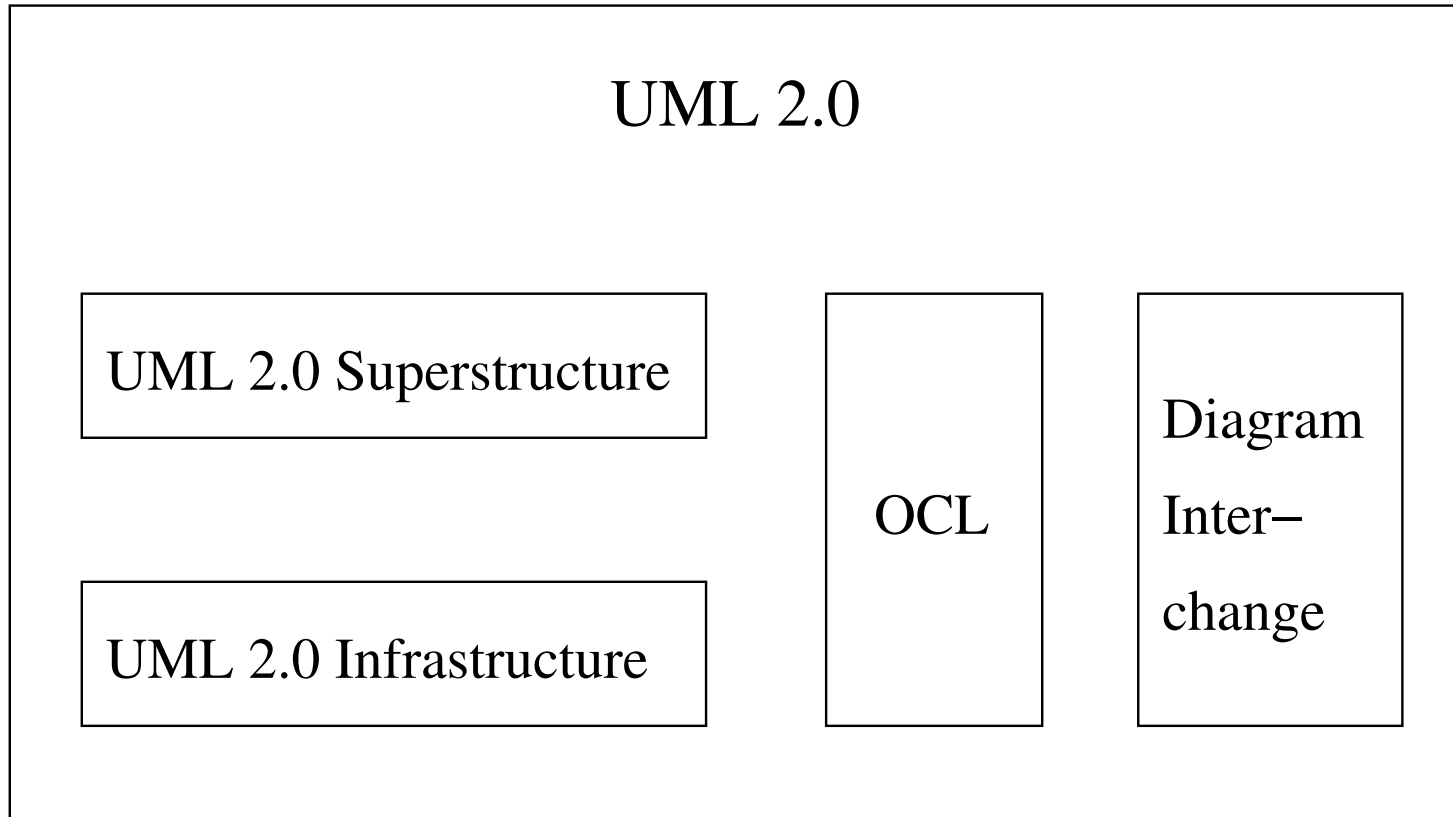 UML 2.0
UML 2.0 Superstructure
UML 2.0 Infrastructure
OCL
Diagram
Inter−
change